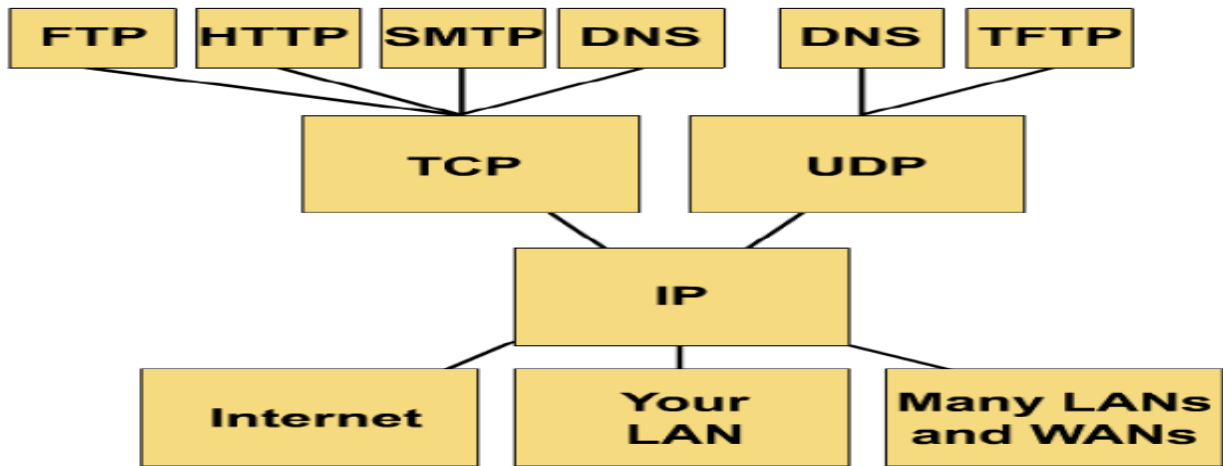 FTP HTTP SMTP DNS DNS TFTP
TCP UDP
IP
Internet
Your
LAN
Many LANs
and WANs